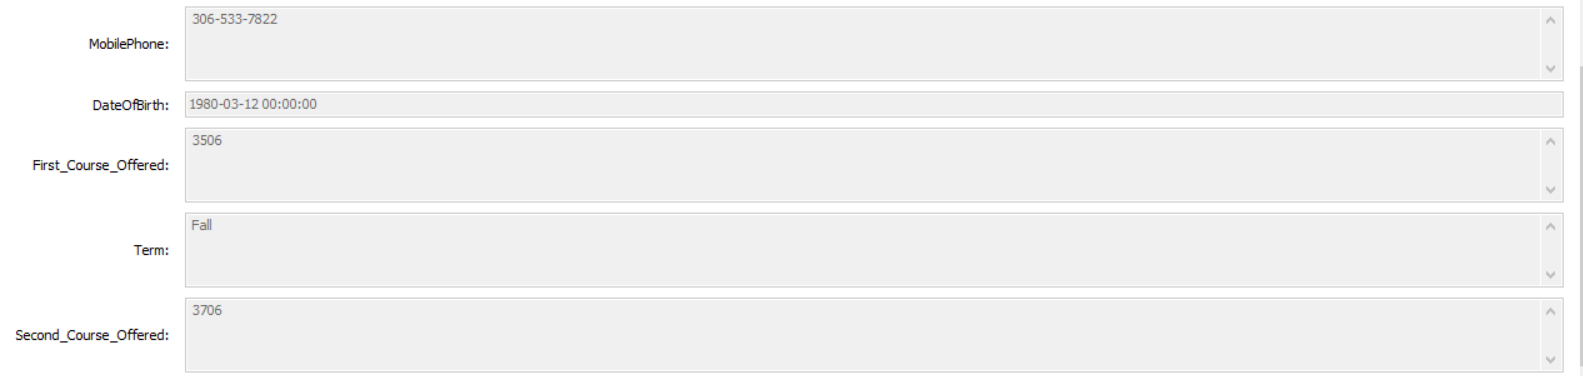 MobilePhone: 306-533-7822
DateOfBirth: 1980-03-12 00:00:00
First_Course_Offered: 3506
Term: Fall
Second_Course_Offered: 3706